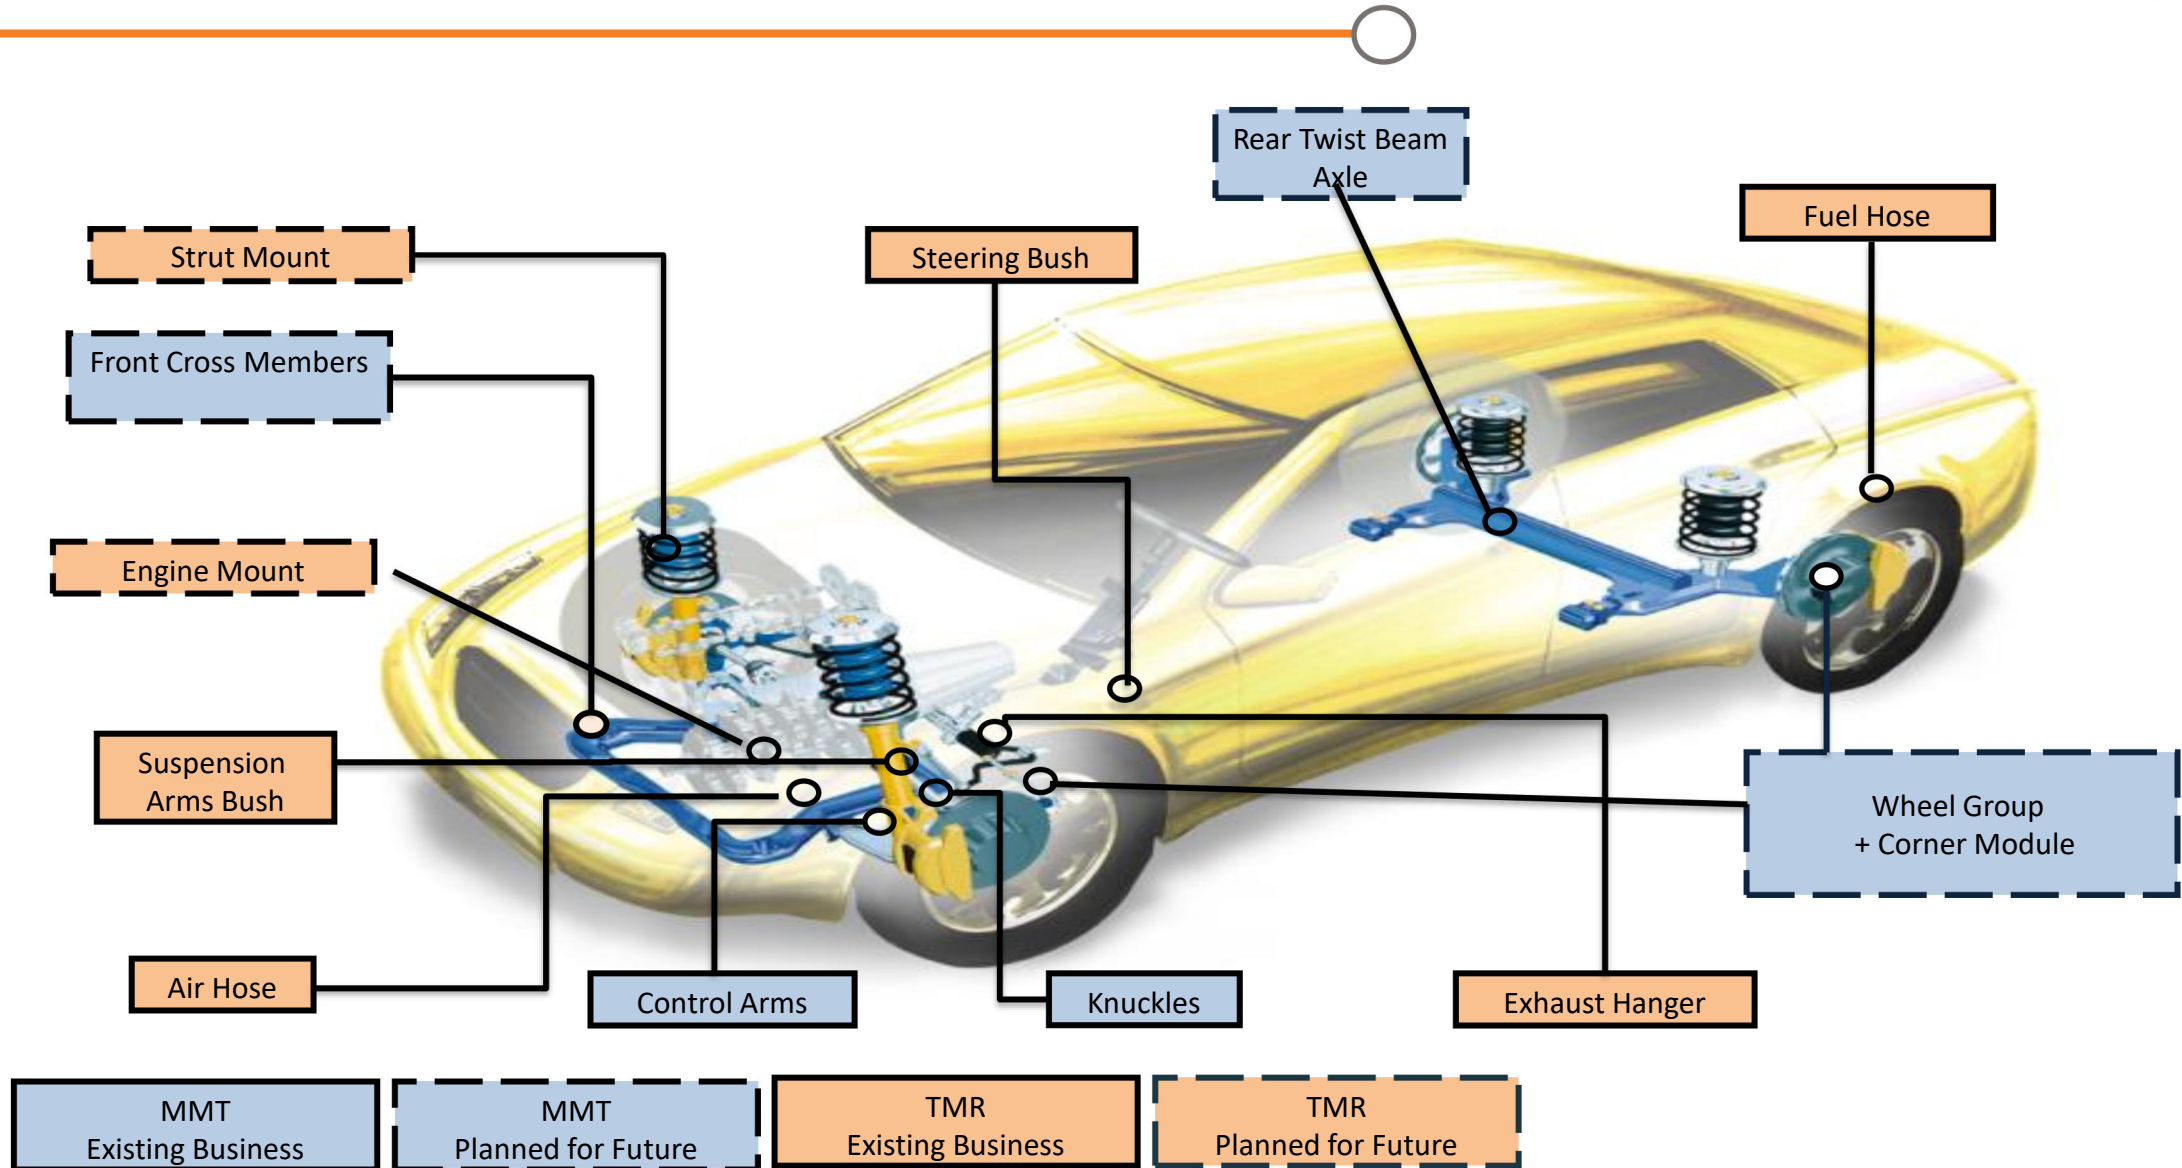 Rear Twist Beam
Axle
Fuel Hose
Strut Mount
Steering Bush
Front Cross Members
Engine Mount
Suspension
Arms Bush
Wheel Group
+ Corner Module
Air Hose
Control Arms
Knuckles
Exhaust Hanger
MMT
Existing Business
MMT
Planned for Future
TMR
Existing Business
TMR
Planned for Future